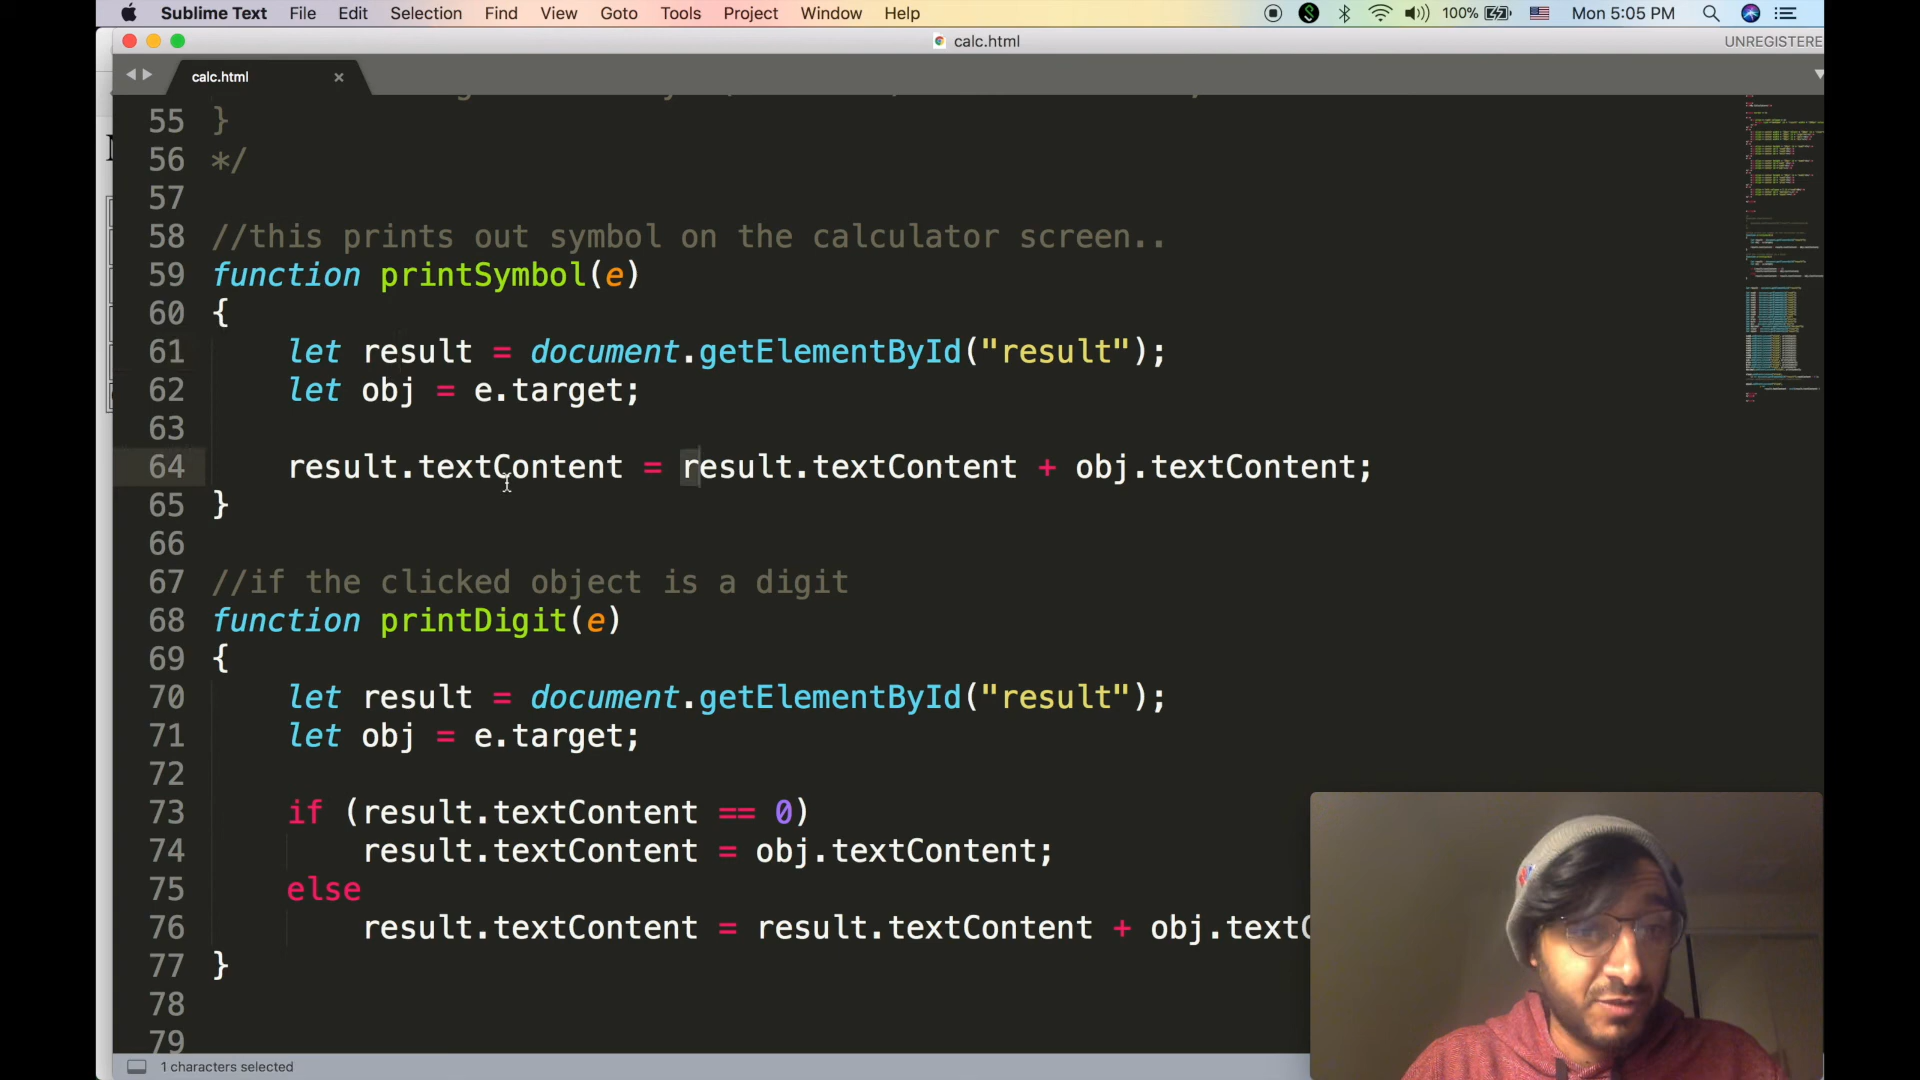 Sublime Text File Edit Selection Find View Goto Tools Project Window Help 100% Mon 5:05 PM
calc.html UNREGISTERE
calc.html ×
55 }
56 */
57
58 //this prints out symbol on the calculator screen..
59 function printSymbol(e)
60 {
61 let result = document.getElementById("result");
62 let obj = e.target;
63
64 result.textContent = result.textContent + obj.textContent;
65 }
66
67 //if the clicked object is a digit
68 function printDigit(e)
69 {
70 let result = document.getElementById("result");
71 let obj = e.target;
72
73 if (result.textContent == 0)
74 result.textContent = obj.textContent;
75 else
76 result.textContent = result.textContent + obj.textC
77 }
78
79
1 characters selected